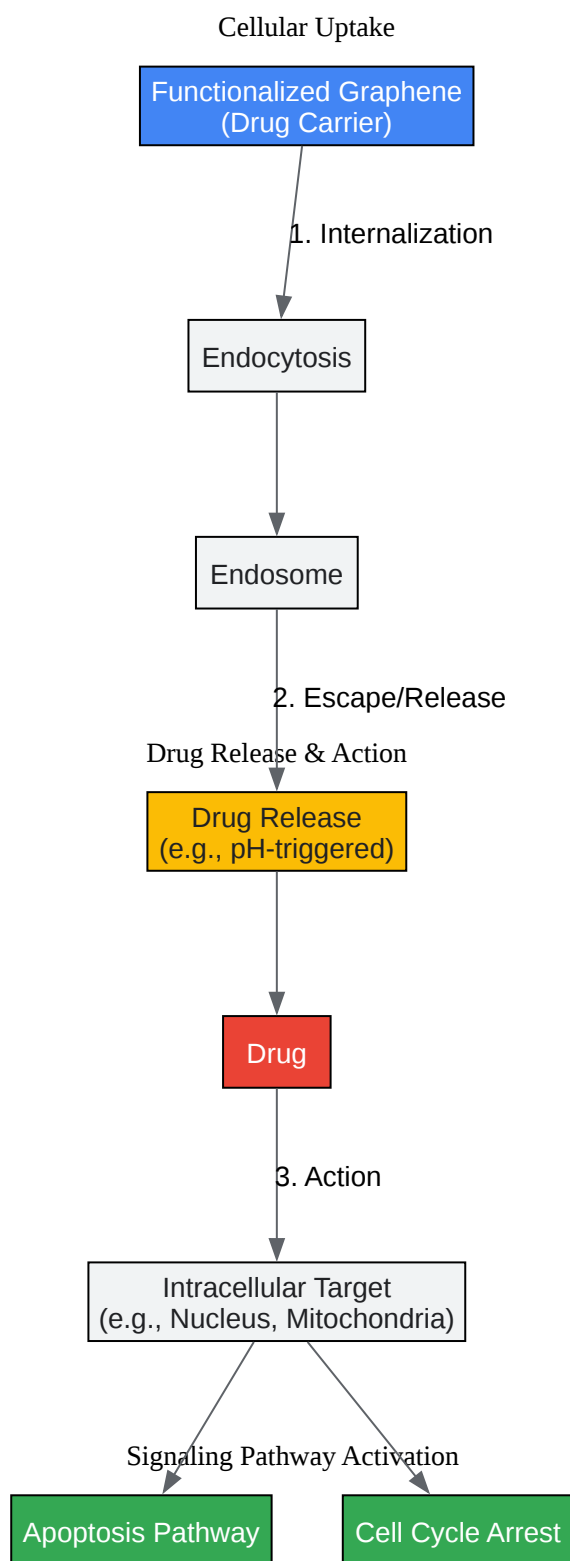 Cellular Uptake
Functionalized Graphene
(Drug Carrier)
1. Internalization
Endocytosis
Endosome
2. Escape/Release
Drug Release & Action
Drug Release
(e.g., pH-triggered)
Drug
3. Action
Intracellular Target
(e.g., Nucleus, Mitochondria)
Signaling Pathway Activation
Apoptosis Pathway
Cell Cycle Arrest